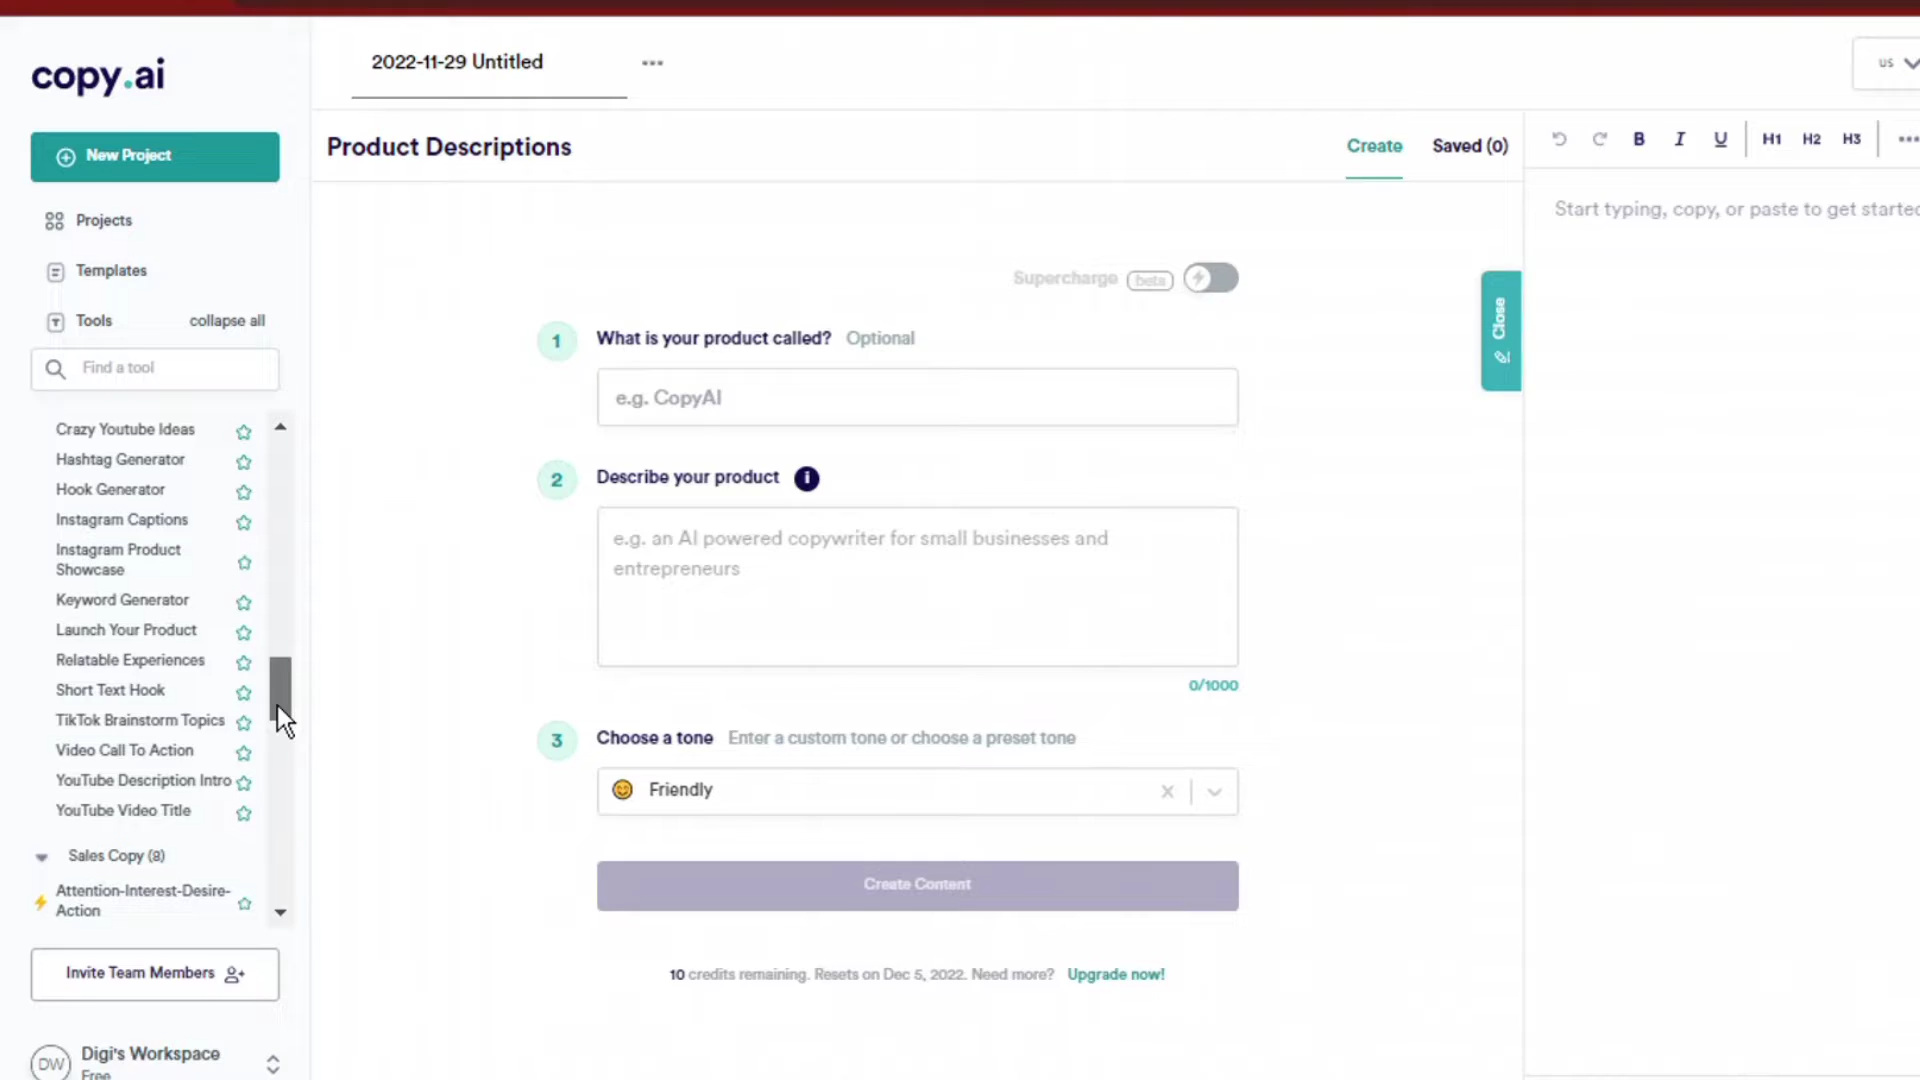 copy.ai
New Project
Projects
Templates
Tools collapse all
Find a tool
Crazy Youtube Ideas
Hashtag Generator
Hook Generator
Instagram Captions
Instagram Product
Showcase
Keyword Generator
Launch Your Product
Relatable Experiences
Short Text Hook
TikTok Brainstorm Topics
Video Call To Action
YouTube Description Intro
YouTube Video Title
Sales Copy (8)
Attention-Interest-Desire-
Action
Invite Team Members
DW
Digi's Workspace
Free
2022-11-29 Untitled
US
Product Descriptions
Create
Saved (0)
B I U H1 H2 H3
Start typing, copy, or paste to get started
Supercharge beta
Close
1 What is your product called? Optional
e.g. CopyAI
2 Describe your product i
e.g. an AI powered copywriter for small businesses and
entrepreneurs
0/1000
3 Choose a tone Enter a custom tone or choose a preset tone
Friendly
Create Content
10 credits remaining. Resets on Dec 5, 2022. Need more? Upgrade now!